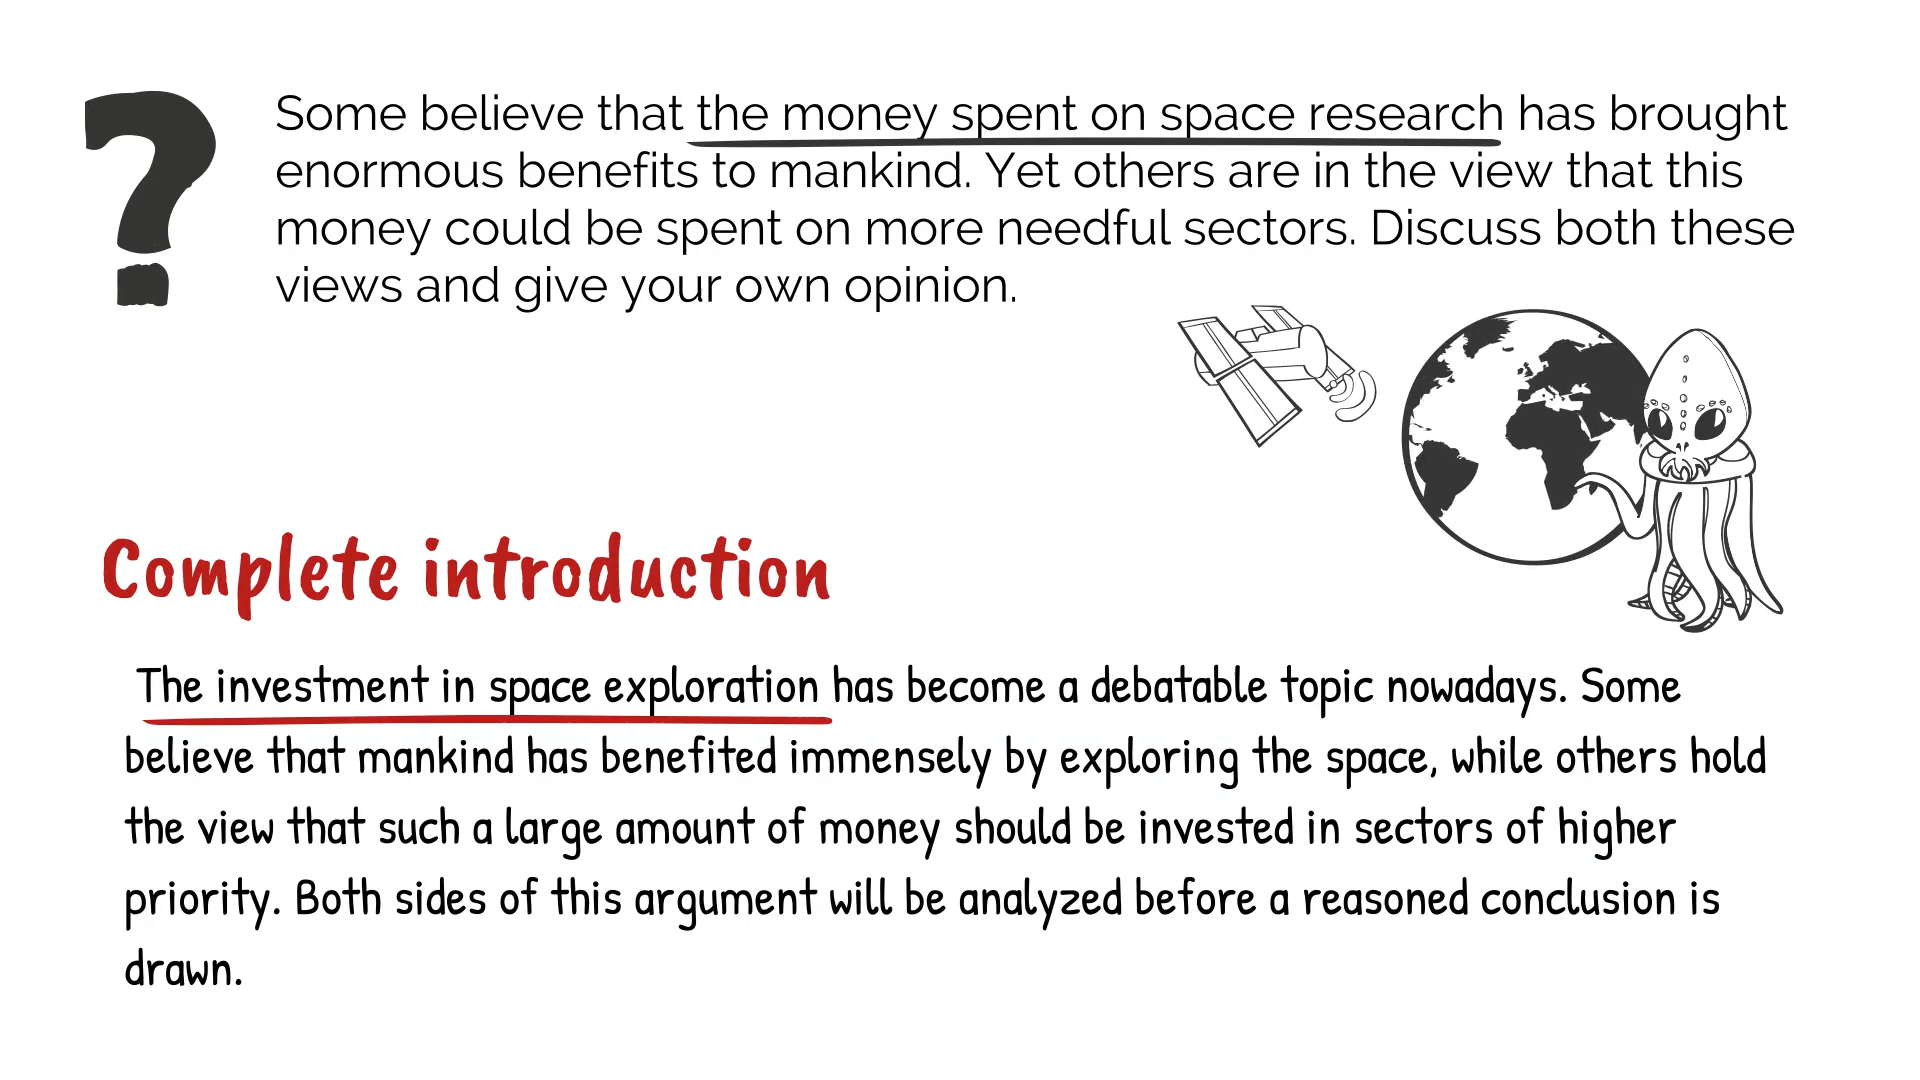 ?
Some believe that the money spent on space research has brought
enormous benefits to mankind. Yet others are in the view that this
money could be spent on more needful sectors. Discuss both these
views and give your own opinion.
Complete introduction
The investment in space exploration has become a debatable topic nowadays. Some
believe that mankind has benefited immensely by exploring the space, while others hold
the view that such a large amount of money should be invested in sectors of higher
priority. Both sides of this argument will be analyzed before a reasoned conclusion is
drawn.